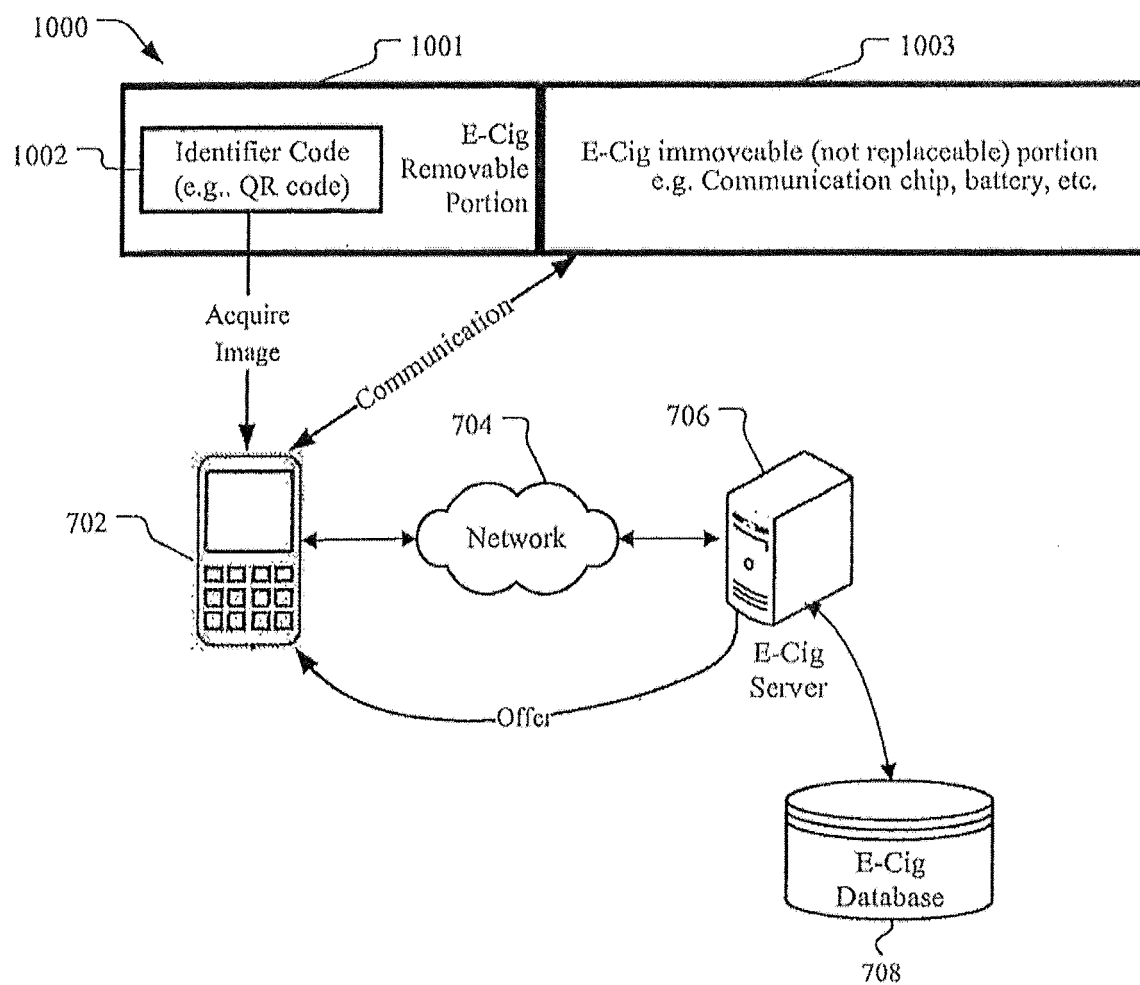 1000
1001
1003
1002
Identifier Code
(e.g., QR code)
E-Cig
Removable
Portion
E-Cig immoveable (not replaceable) portion
e.g. Communication chip, battery, etc.
Acquire
Image
Communication
704
706
702
Network
E-Cig
Server
Offer
E-Cig
Database
708